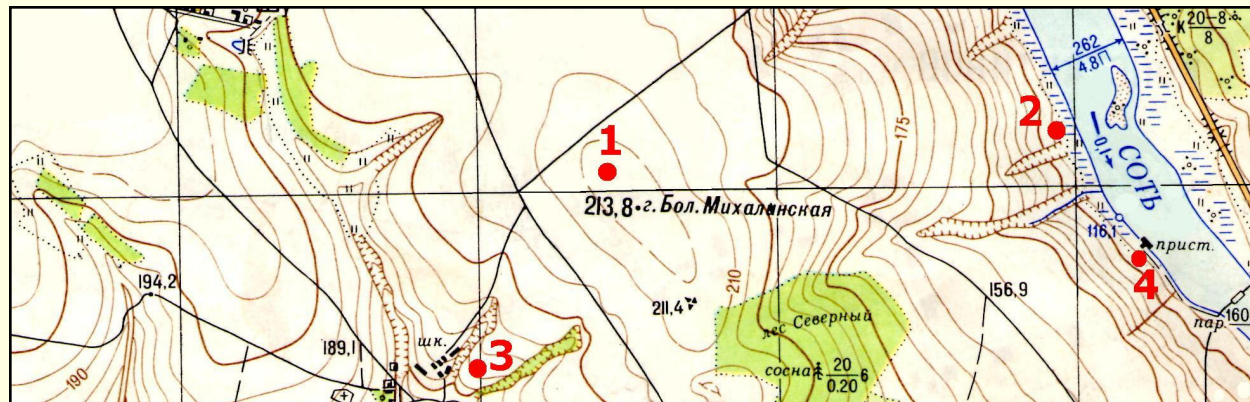 20-8
К
8
262
4.8П
2
175
1
0,1
СОТЬ
213,8 г. Бол. Михалинская
116,1
прист.
4
194,2
210
211,4
156,9
160
пар.
лес Северный
шк.
189,1
3
190
сосна 20
0.20 6